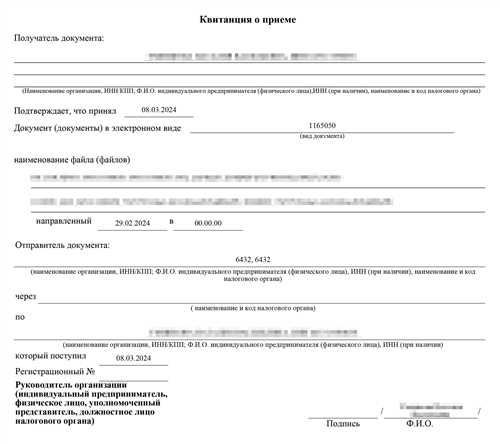 Квитанция о приеме
Получатель документа:
(Наименование организации, ИНН/КПП; Ф.И.О. индивидуального предпринимателя (физического лица),ИНН (при наличии), наименование и код налогового органа)
Подтверждает, что принял 08.03.2024
Документ (документы) в электронном виде 1165050
(вид документа)
наименование файла (файлов)
направленный 29.02.2024 в 00.00.00
Отправитель документа:
6432, 6432
(наименование организации, ИНН/КПП; Ф.И.О. индивидуального предпринимателя (физического лица), ИНН (при наличии), наименование и код
налогового органа)
через
( наименование и код налогового органа)
по
(наименование организации, ИНН/КПП; Ф.И.О. индивидуального предпринимателя (физического лица), ИНН (при наличии)
который поступил 08.03.2024
Регистрационный №
Руководитель организации
(индивидуальный предприниматель,
физическое лицо, уполномоченный
представитель, должностное лицо
налогового органа)
/ /
Подпись Ф.И.О.